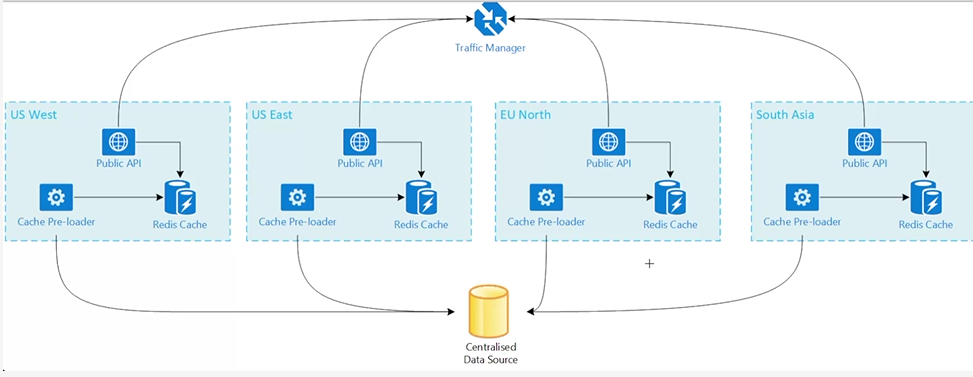 Traffic Manager
US West
Public API
Cache Pre-loader
Redis Cache
US East
Public API
Cache Pre-loader
Redis Cache
EU North
Public API
Cache Pre-loader
Redis Cache
South Asia
Public API
Cache Pre-loader
Redis Cache
Centralised
Data Source